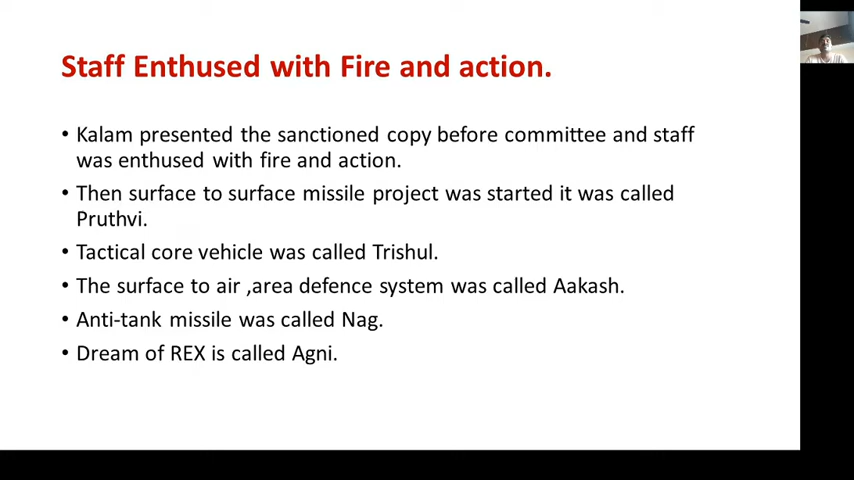 Staff Enthused with Fire and action.
• Kalam presented the sanctioned copy before committee and staff
was enthused with fire and action.
• Then surface to surface missile project was started it was called
Pruthvi.
• Tactical core vehicle was called Trishul.
• The surface to air ,area defence system was called Aakash.
• Anti-tank missile was called Nag.
• Dream of REX is called Agni.